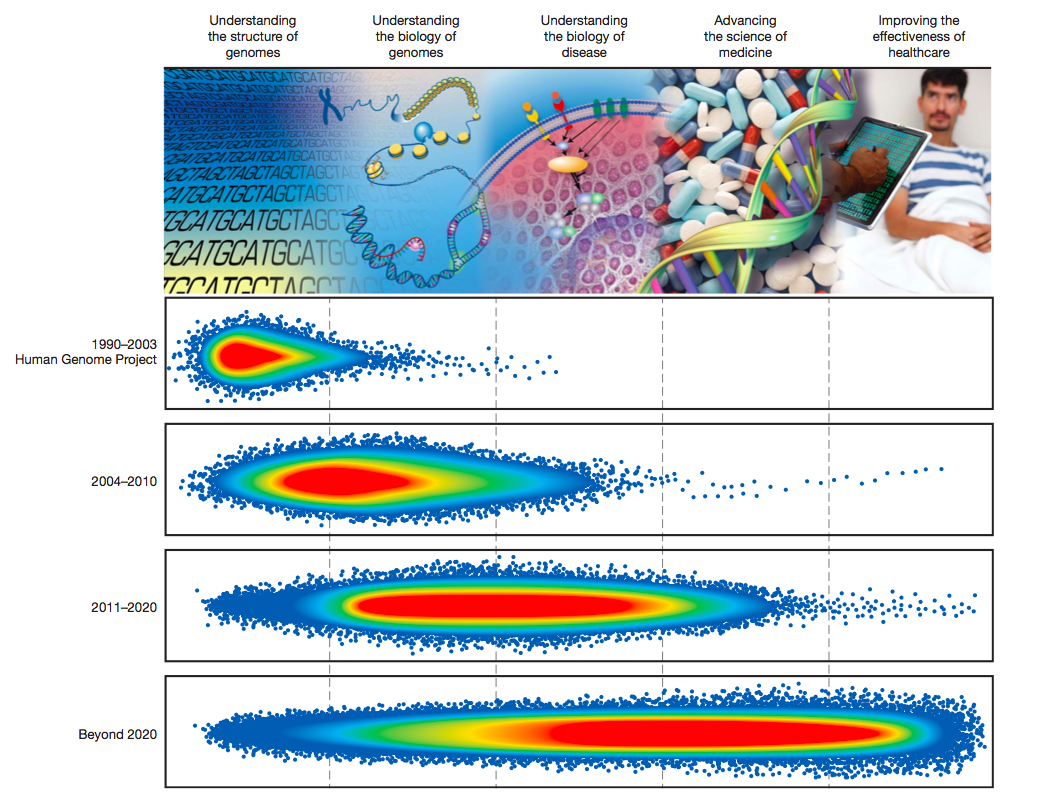 Understanding
the structure of
genomes
Understanding
the biology of
genomes
Understanding
the biology of
disease
Advancing
the science of
medicine
Improving the
effectiveness of
healthcare
1990–2003
Human Genome Project
2004–2010
2011–2020
Beyond 2020